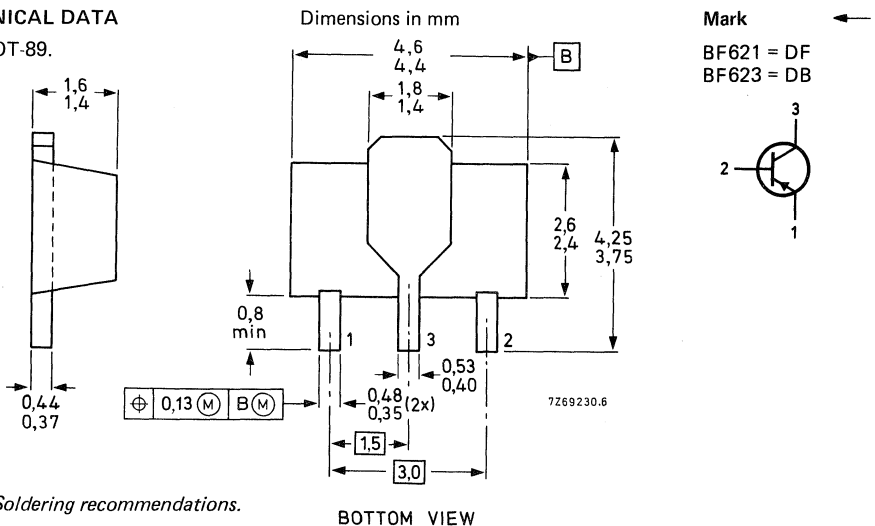 NICAL DATA
OT-89.
Dimensions in mm
Mark
BF621 = DF
BF623 = DB
1,6
1,4
4,6
4,4
B
1,8
1,4
3
2
1
2,6
2,4
4,25
3,75
0,8
min
1
3
2
0,53
0,40
0,44
0,37
0,13 M B M
0,48
0,35 (2x)
7Z69230.6
1,5
3,0
Soldering recommendations.
BOTTOM VIEW